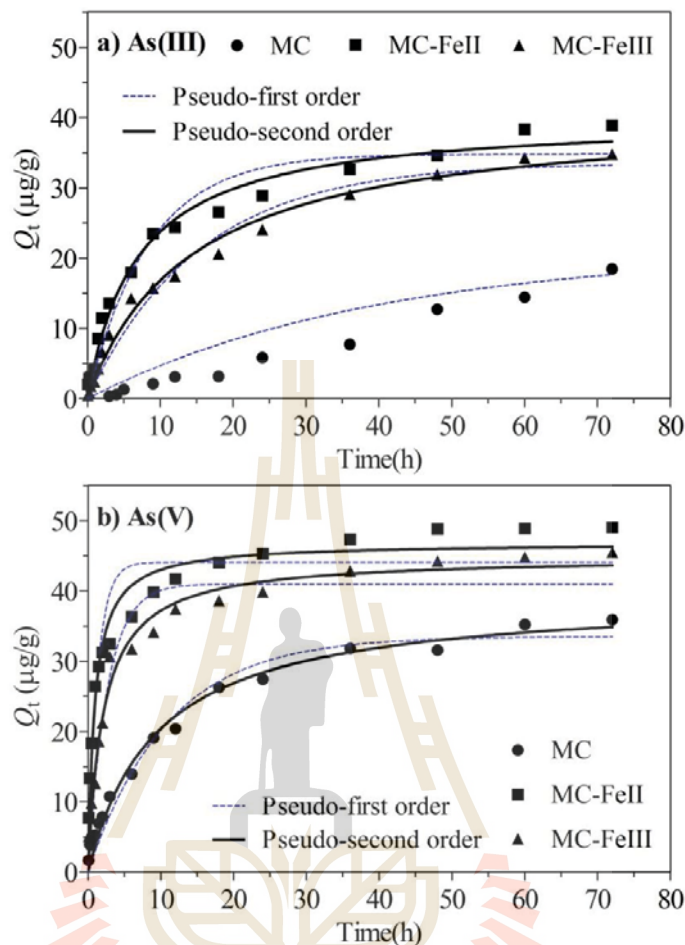 a) As(III) ● MC ■ MC-FeII ▲ MC-FeIII
Pseudo-first order
Pseudo-second order
50
40
30
20
10
0
Qt (µg/g)
0 10 20 30 40 50 60 70 80
Time(h)
b) As(V)
50
40
30
20
10
0
Qt (µg/g)
● MC
■ MC-FeII
▲ MC-FeIII
Pseudo-first order
Pseudo-second order
0 10 20 30 40 50 60 70 80
Time(h)